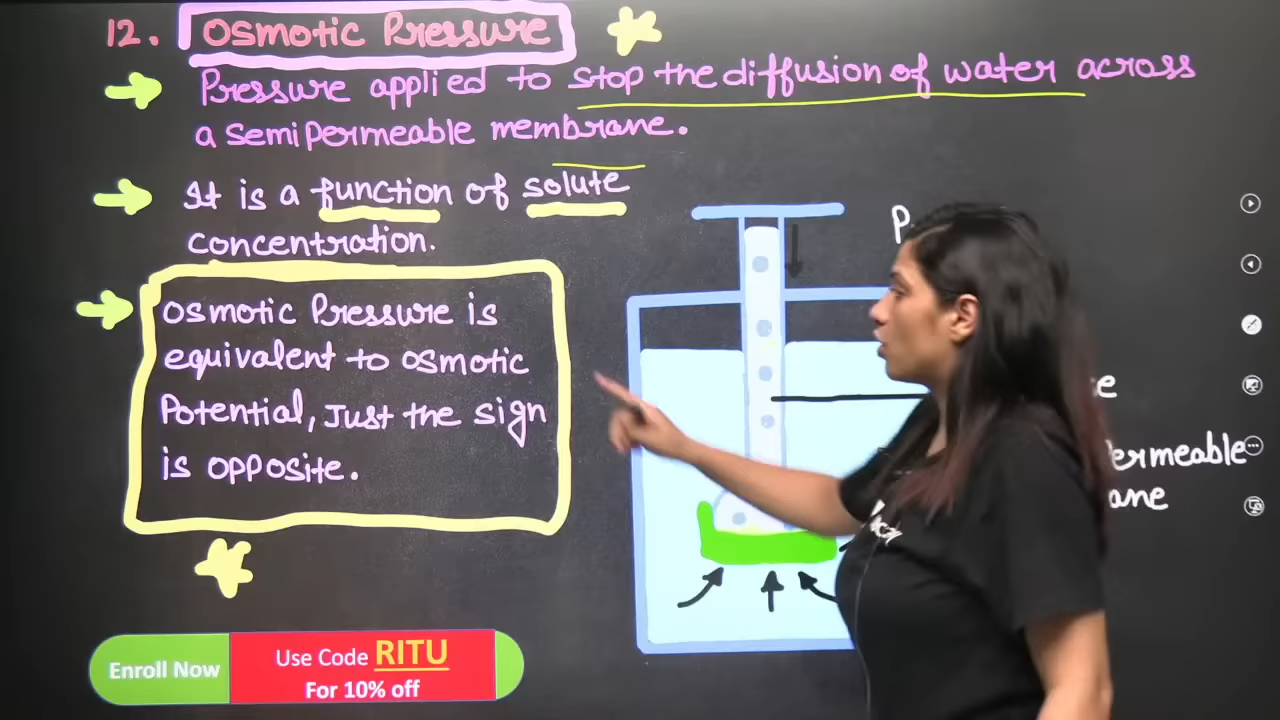 12. Osmotic Pressure
Pressure applied to stop the diffusion of water across
a semipermeable membrane.
It is a function of solute
concentration.
Osmotic Pressure is
equivalent to osmotic
Potential, Just the sign
is opposite.
Enroll Now
Use Code RITU
For 10% off